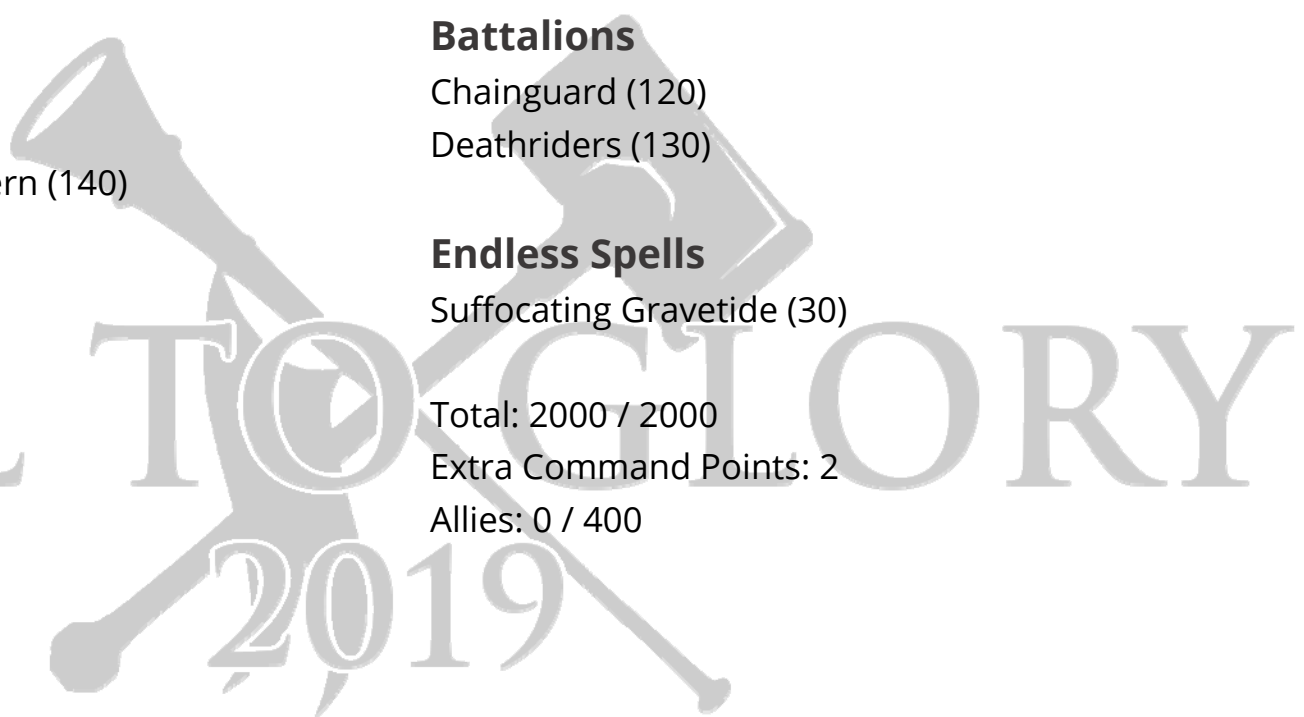 Battalions
Chainguard (120)
Deathriders (130)
ern (140)
Endless Spells
Suffocating Gravetide (30)
TO GLORY
Total: 2000 / 2000
Extra Command Points: 2
Allies: 0 / 400
2019